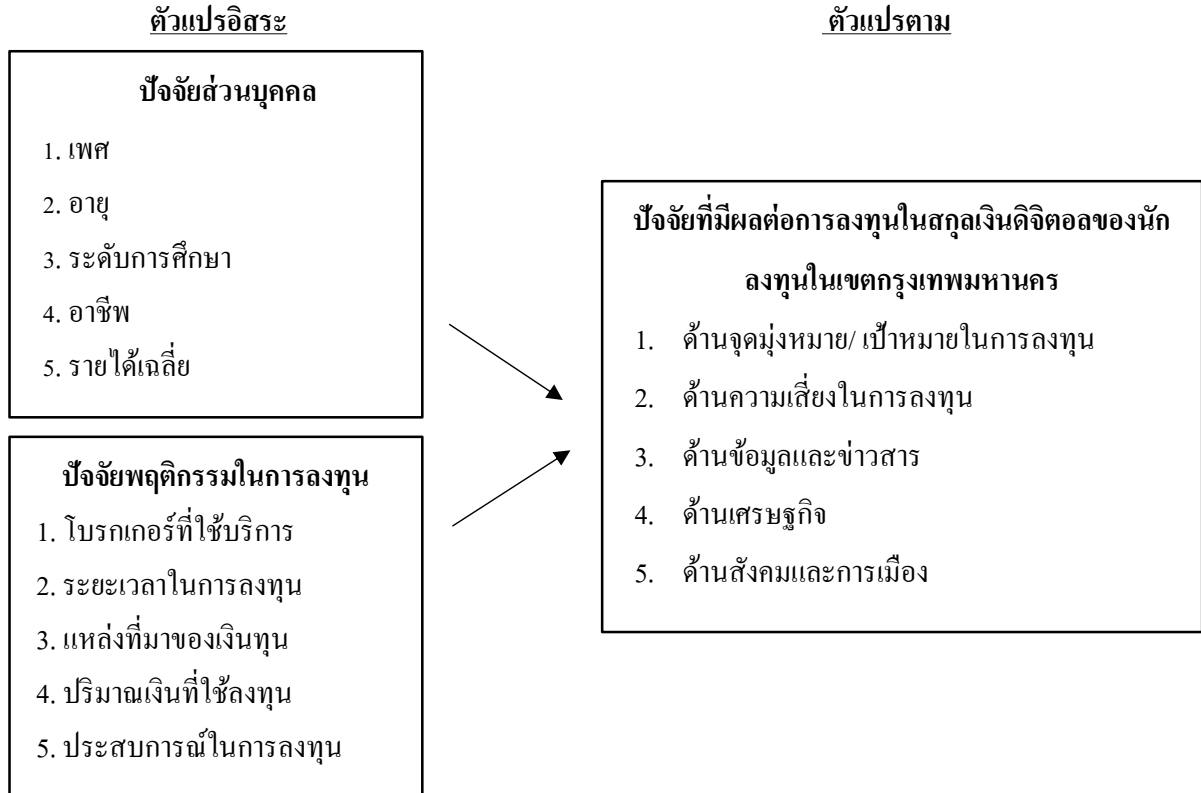 ตัวแปรอิสระ
ปัจจัยส่วนบุคคล
1. เพศ
2. อายุ
3. ระดับการศึกษา
4. อาชีพ
5. รายได้เฉลี่ย
ปัจจัยพฤติกรรมในการลงทุน
1. โบรกเกอร์ที่ใช้บริการ
2. ระยะเวลาในการลงทุน
3. แหล่งที่มาของเงินทุน
4. ปริมาณเงินที่ใช้ลงทุน
5. ประสบการณ์ในการลงทุน
ตัวแปรตาม
ปัจจัยที่มีผลต่อการลงทุนในสกุลเงินดิจิตอลของนัก
ลงทุนในเขตกรุงเทพมหานคร
1. ด้านจุดมุ่งหมาย/ เป้าหมายในการลงทุน
2. ด้านความเสี่ยงในการลงทุน
3. ด้านข้อมูลและข่าวสาร
4. ด้านเศรษฐกิจ
5. ด้านสังคมและการเมือง